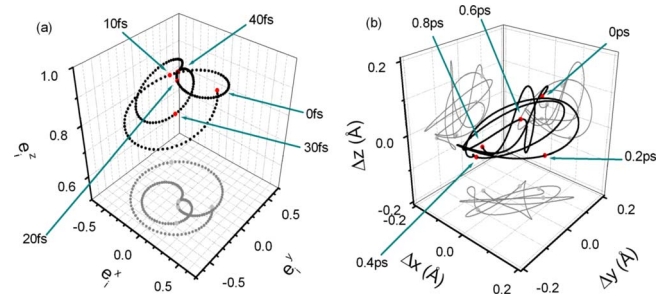 (a)
10fs
40fs
1.0
0.8
0.6
e_i^z
0fs
30fs
20fs
-0.5
0.0
0.5
e_i^x
-0.5
0.0
0.5
e_i^y
(b)
0.8ps
0.6ps
0ps
0.2
0.0
-0.2
Δz (Å)
0.2ps
0.4ps
-0.2
0.0
0.2
Δx (Å)
-0.2
0.0
0.2
Δy (Å)